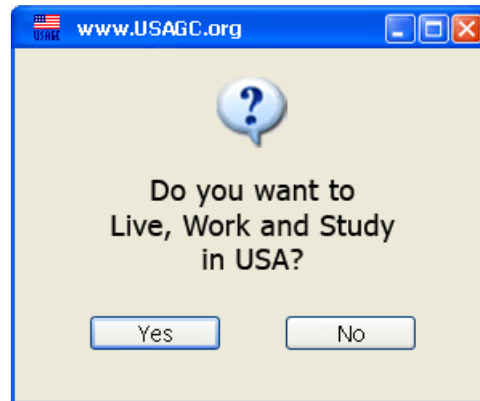 USAGC
www.USAGC.org
Do you want to
Live, Work and Study
in USA?
Yes
No